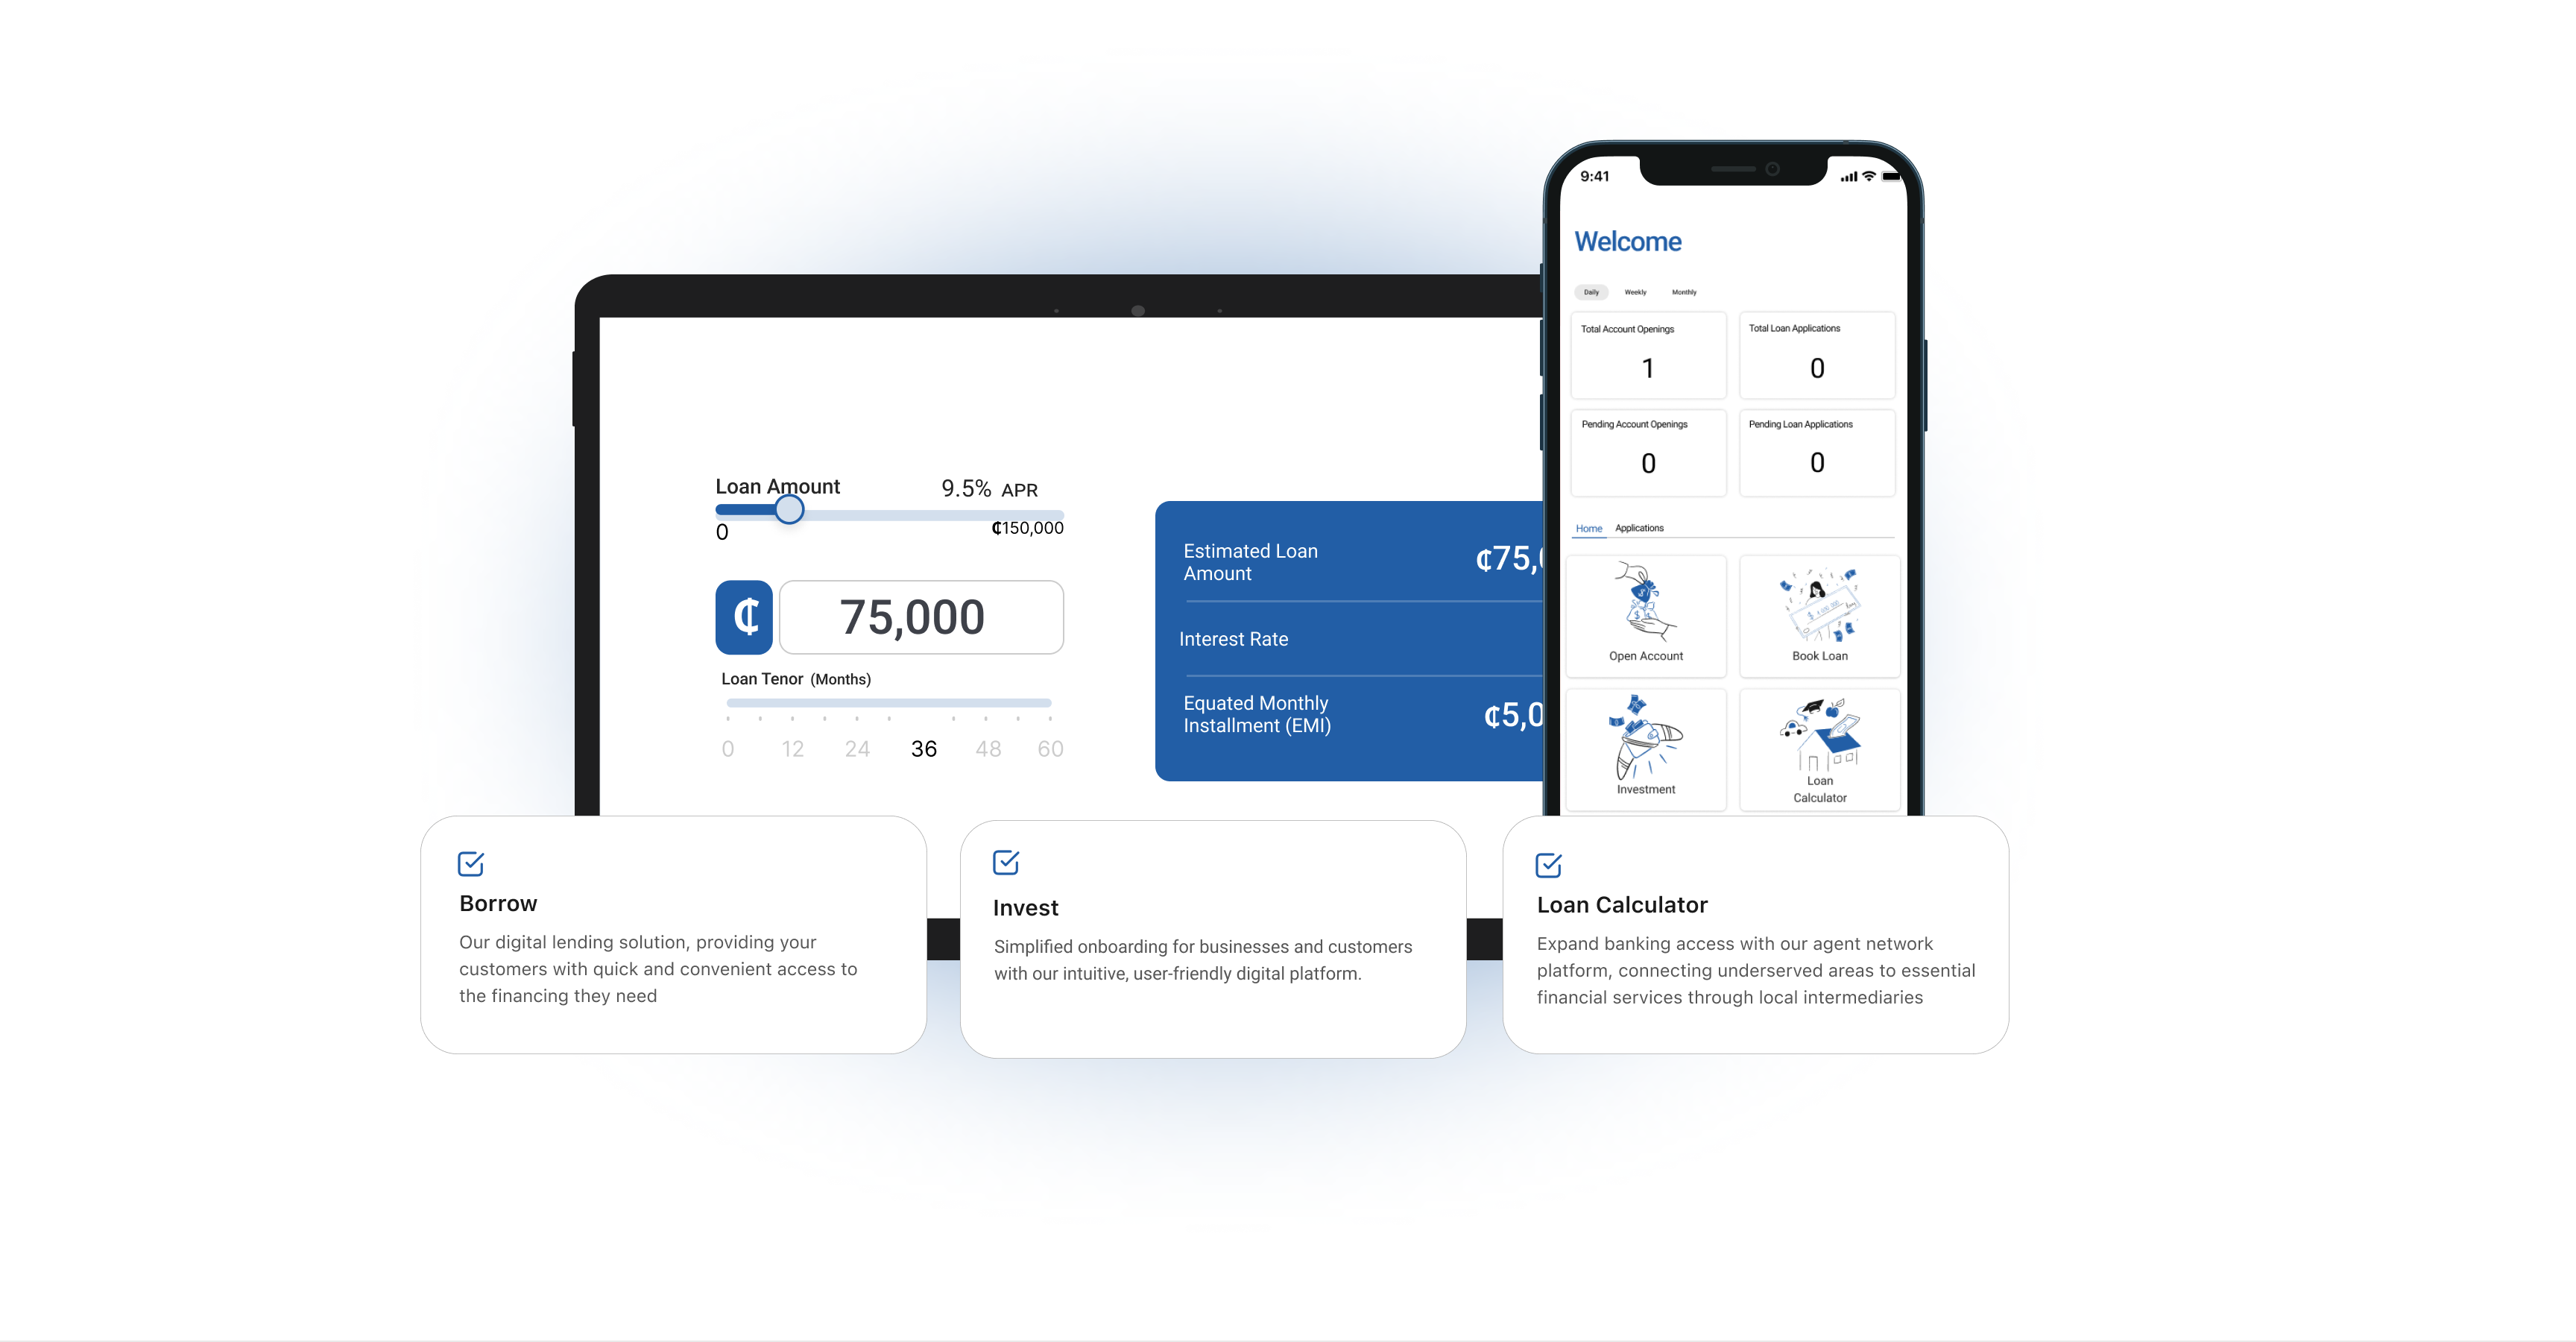 9:41
Welcome
Daily Weekly Monthly
Total Account Openings
1
Total Loan Applications
0
Pending Account Openings
0
Pending Loan Applications
0
Home Applications
Open Account
Book Loan
Investment
Loan
Calculator
Loan Amount 9.5% APR
0 ₵150,000
₵ 75,000
Loan Tenor (Months)
0 12 24 36 48 60
Estimated Loan
Amount
Interest Rate
Equated Monthly
Installment (EMI)
Borrow
Our digital lending solution, providing your
customers with quick and convenient access to
the financing they need
Invest
Simplified onboarding for businesses and customers
with our intuitive, user-friendly digital platform.
Loan Calculator
Expand banking access with our agent network
platform, connecting underserved areas to essential
financial services through local intermediaries